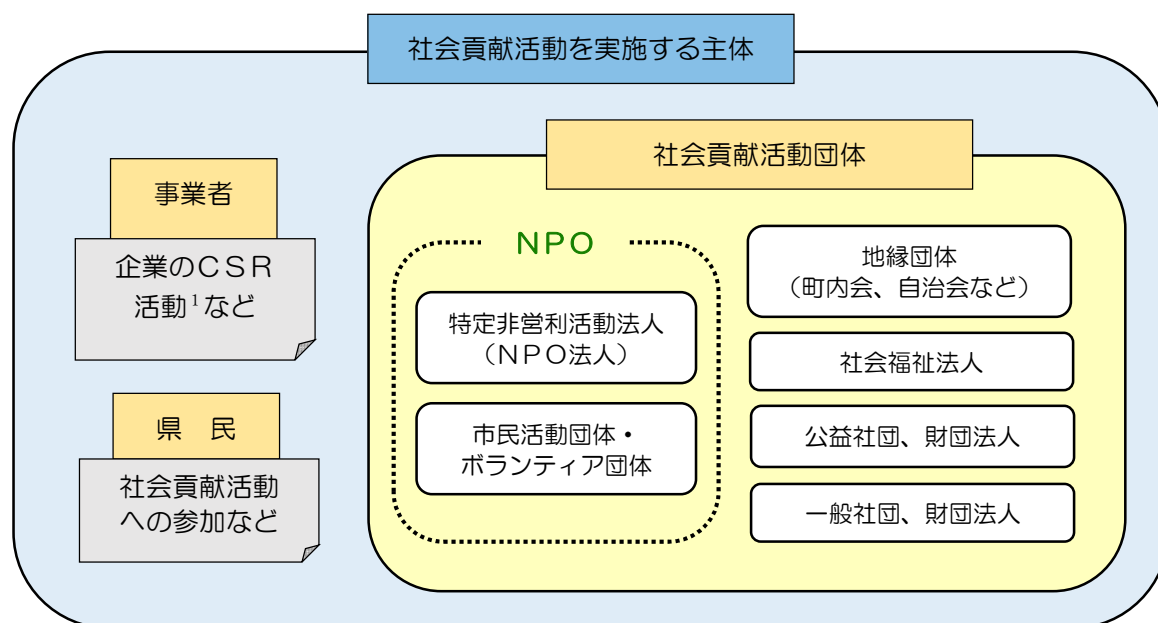 社会貢献活動を実施する主体
事業者
企業のCSR
活動¹など
県　民
社会貢献活動
への参加など
社会貢献活動団体
NPO
特定非営利活動法人
（NPO法人）
市民活動団体・
ボランティア団体
地縁団体
（町内会、自治会など）
社会福祉法人
公益社団、財団法人
一般社団、財団法人